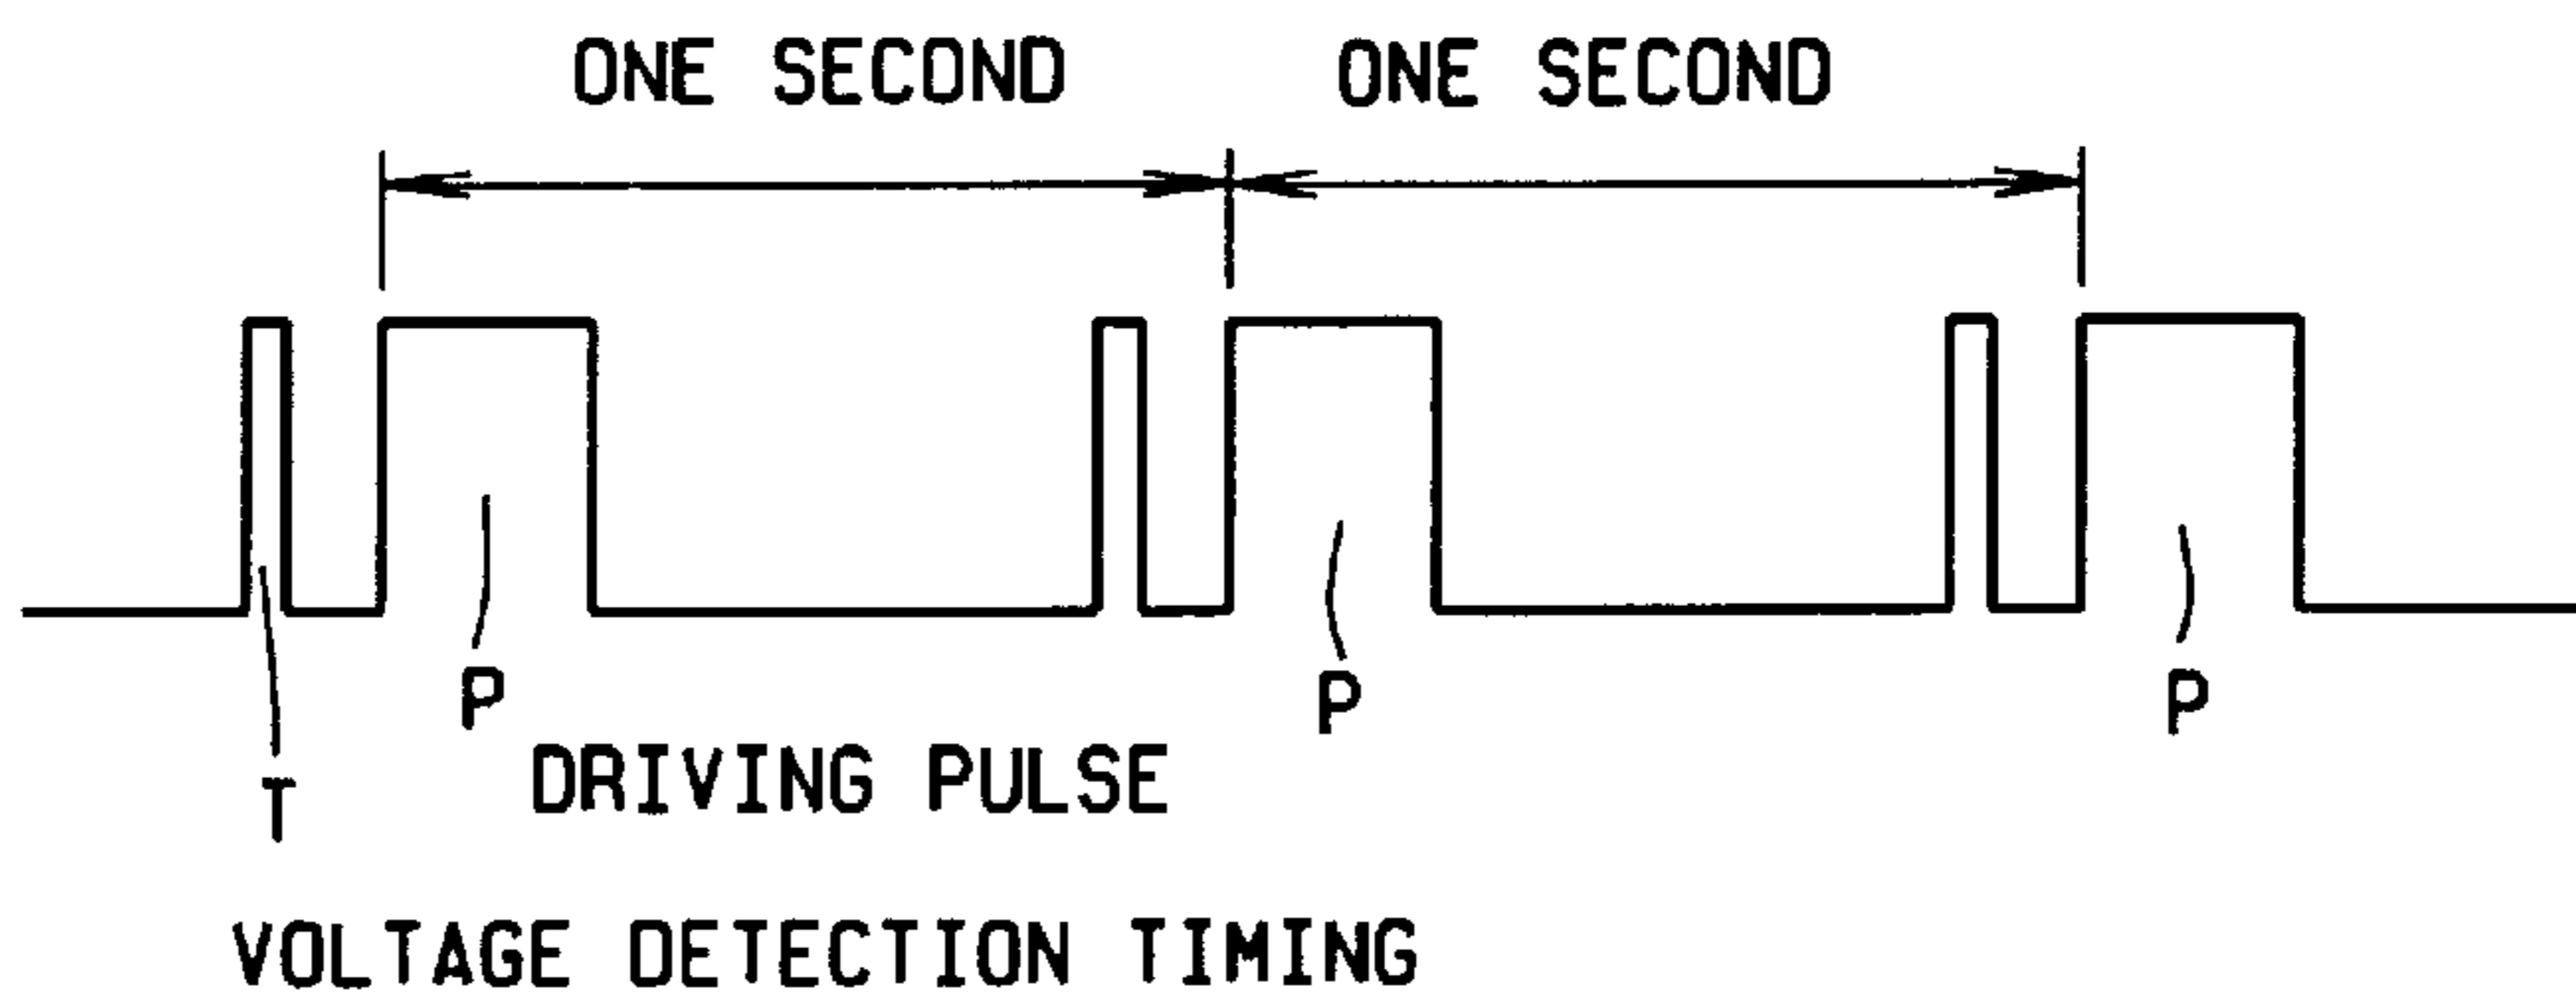 ONE SECOND ONE SECOND
P P P
DRIVING PULSE
T
VOLTAGE DETECTION TIMING